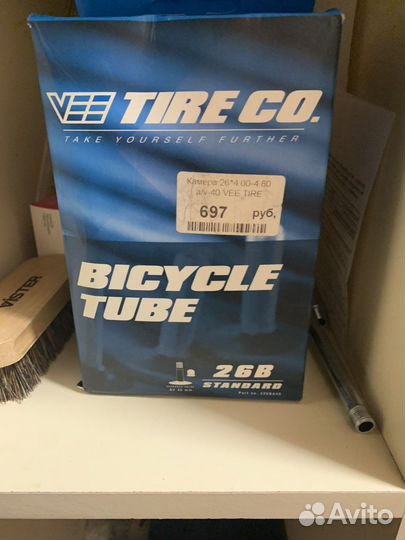 VEE TIRE CO.
TAKE YOURSELF FURTHER
Камера 26*4.00-4.80
a/v-40 VEE TIRE
697 руб.
BICYCLE
TUBE
VISTER
26B
STANDARD
Avito